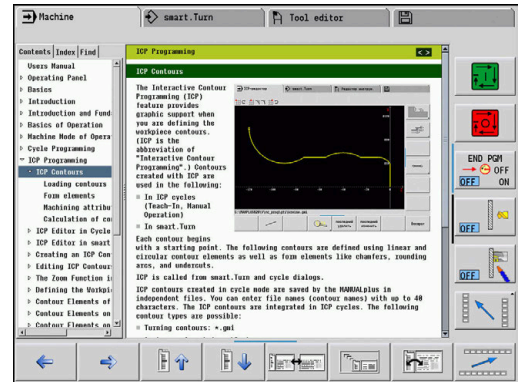 Machine
smart.Turn
Tool editor
Contents Index Find
Users Manual
Operating Panel
Basics
Introduction
Introduction and Fund
Basics of Operation
Machine Mode of Opera
Cycle Programming
ICP Programming
ICP Contours
Loading contours
Form elements
Machining attribu
Calculation of co
ICP Editor in Cycle
ICP Editor in smart
Creating an ICP Con
Editing ICP Contour
The Zoom Function i
Defining the Workpi
Contour Elements of
Contour Elements on
Contour Elements on
ICP Programming
ICP Contours
The Interactive Contour
Programming (ICP)
feature provides
graphic support when
you are defining the
workpiece contours.
(ICP is the
abbreviation of
"Interactive Contour
Programming".) Contours
created with ICP are
used in the following:
In ICP cycles
(Teach-In, Manual
Operation)
In smart.Turn
Each contour begins
with a starting point. The following contours are defined using linear and
circular contour elements as well as form elements like chamfers, rounding
arcs, and undercuts.
ICP is called from smart.Turn and cycle dialogs.
ICP contours created in cycle mode are saved by the MANUALplus in
independent files. You can enter file names (contour names) with up to 40
characters. The ICP contours are integrated in ICP cycles. The following
contour types are possible:
Turning contours: *.gmi
END PGM
OFF
OFF ON
OFF
OFF